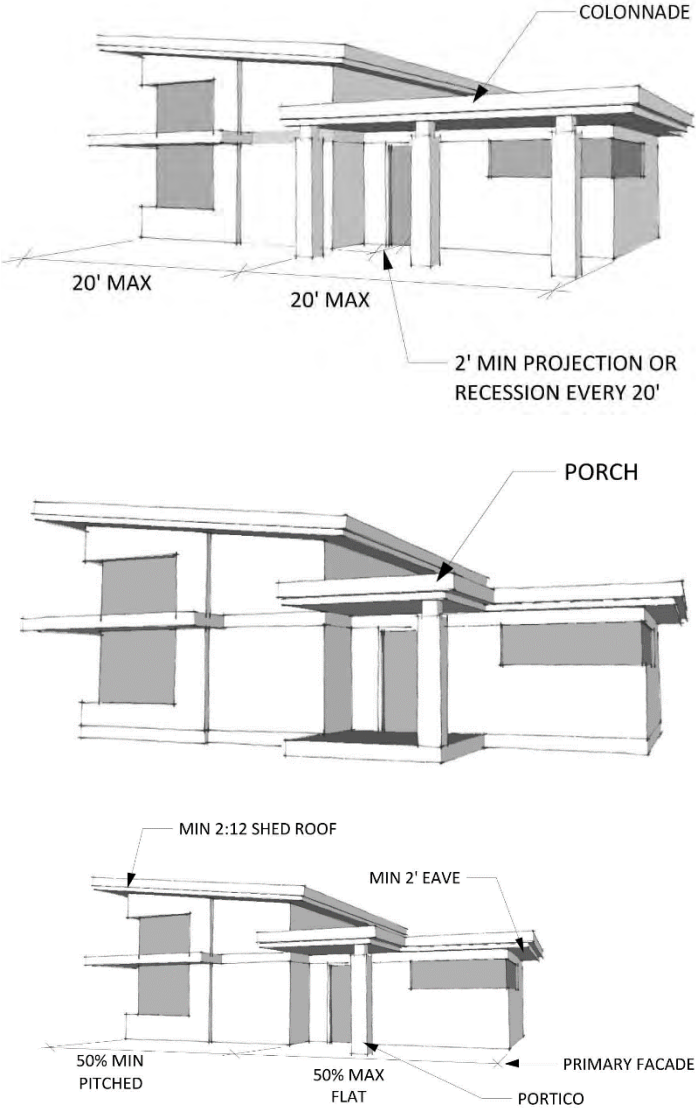 COLONNADE
20' MAX
20' MAX
2' MIN PROJECTION OR
RECESSION EVERY 20'
PORCH
MIN 2:12 SHED ROOF
MIN 2' EAVE
50% MIN
PITCHED
50% MAX
FLAT
PRIMARY FACADE
PORTICO